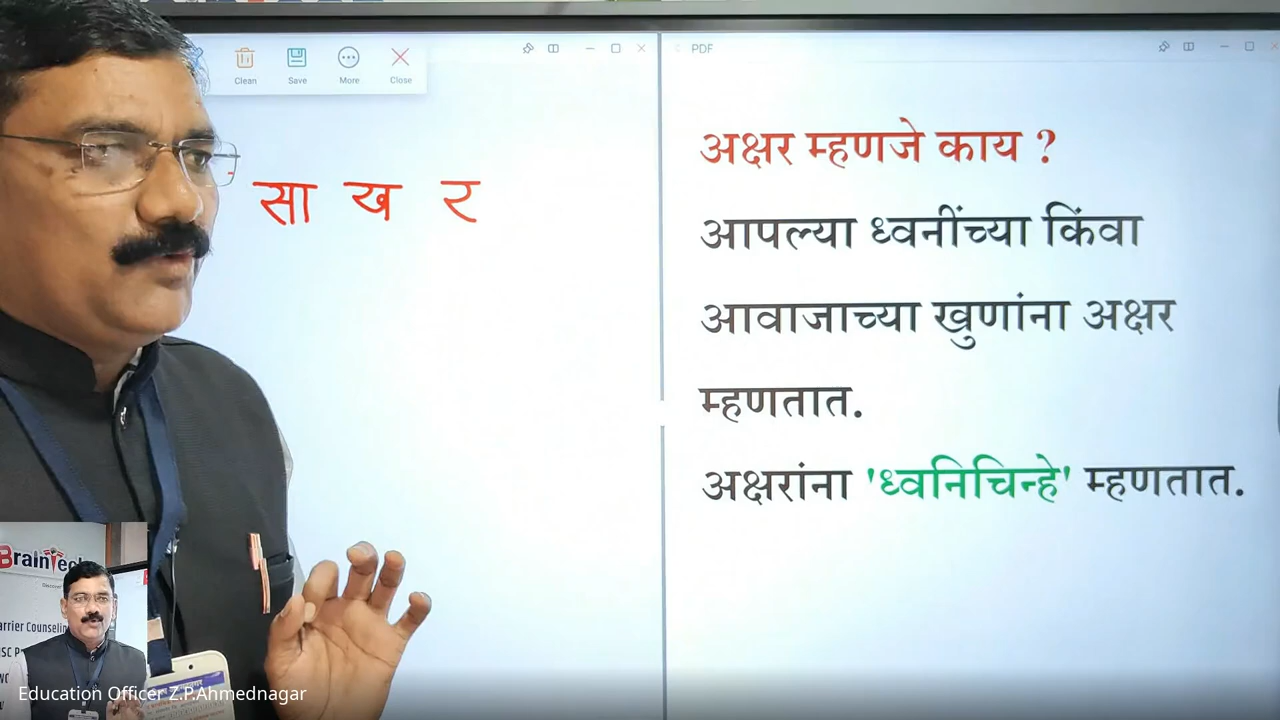 Clean Save More Close
सा ख र
PDF
अक्षर म्हणजे काय ?
आपल्या ध्वनींच्या किंवा
आवाजाच्या खुणांना अक्षर
म्हणतात.
अक्षरांना 'ध्वनिचिन्हे' म्हणतात.
BrainTech
Education Officer Z.P.Ahmednagar